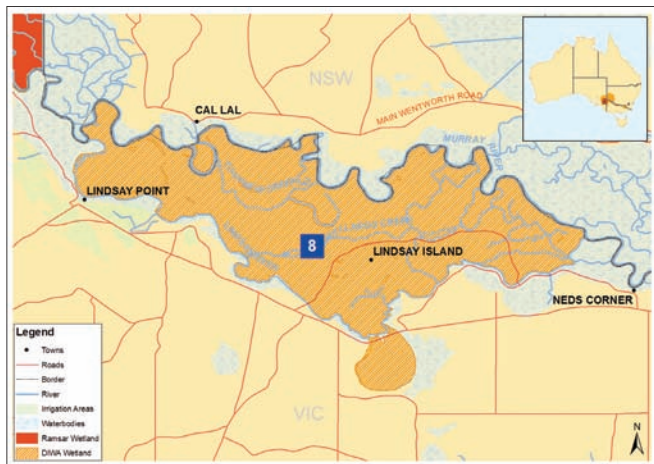 NSW
CAL LAL
MAIN WENTWORTH ROAD
MURRAY
RIVER
LINDSAY POINT
8
LINDSAY ISLAND
NEDS CORNER
VIC
Legend
Towns
Roads
Border
River
Irrigation Areas
Waterbodies
Ramsar Wetland
DIWA Wetland
N